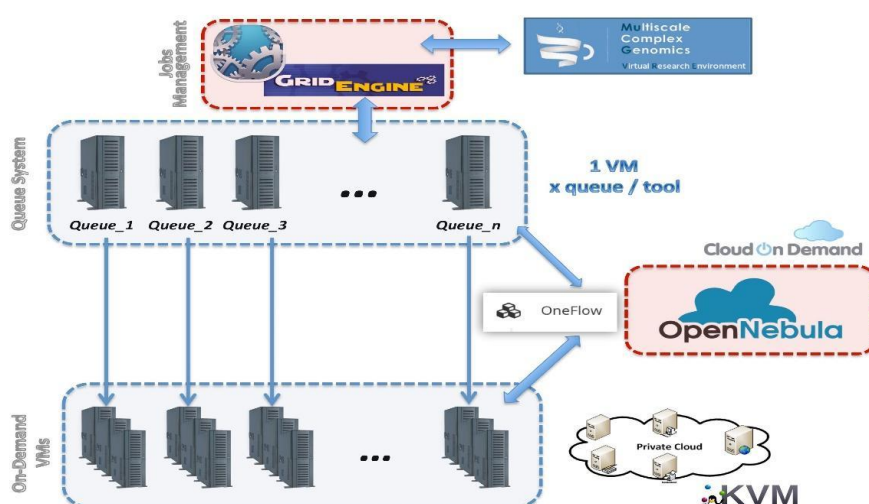 Jobs
Management
GRID ENGINE
Multiscale
Complex
Genomics
Virtual Research Environment
Queue System
Queue_1
Queue_2
Queue_3
...
Queue_n
1 VM
x queue / tool
Cloud On Demand
OneFlow
OpenNebula
On-Demand
VMs
...
Private Cloud
KVM